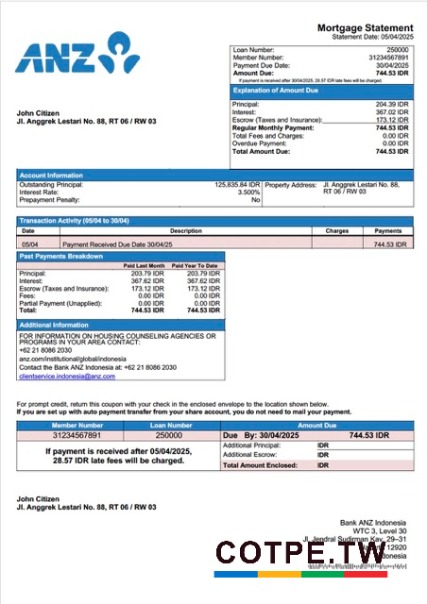 ANZ
Mortgage Statement
Statement Date: 05/04/2025
Loan Number: 250000
Member Number: 31234567891
Payment Due Date: 30/04/2025
Amount Due: 744.53 IDR
If payment is received after 30/04/2025, 28.57 IDR late fees will be charged.
John Citizen
Jl. Anggrek Lestari No. 88, RT 06 / RW 03
Explanation of Amount Due
Principal: 204.39 IDR
Interest: 367.02 IDR
Escrow (Taxes and Insurance): 173.12 IDR
Regular Monthly Payment: 744.53 IDR
Total Fees and Charges: 0.00 IDR
Overdue Payment: 0.00 IDR
Total Amount Due: 744.53 IDR
Account Information
Outstanding Principal: 125,835.84 IDR Property Address: Jl. Anggrek Lestari No. 88,
Interest Rate: 3.500% RT 06 / RW 03
Prepayment Penalty: No
Transaction Activity (05/04 to 30/04)
Date Description Charges Payments
05/04 Payment Received Due Date 30/04/25 744.53 IDR
Past Payments Breakdown
Paid Last Month Paid Year To Date
Principal: 203.79 IDR 203.79 IDR
Interest: 367.62 IDR 367.62 IDR
Escrow (Taxes and Insurance): 173.12 IDR 173.12 IDR
Fees: 0.00 IDR 0.00 IDR
Partial Payment (Unapplied): 0.00 IDR 0.00 IDR
Total: 744.53 IDR 744.53 IDR
Additional Information
FOR INFORMATION ON HOUSING COUNSELING AGENCIES OR
PROGRAMS IN YOUR AREA CONTACT:
+62 21 8086 2030
anz.com/institutional/global/indonesia
Contact the Bank ANZ Indonesia at: +62 21 8086 2030
clientservice.indonesia@anz.com
For prompt credit, return this coupon with your check in the enclosed envelope to the location shown below.
If you are set up with auto payment transfer from your share account, you do not need to mail your payment.
Member Number Loan Number Amount Due
31234567891 250000 Due By: 30/04/2025 744.53 IDR
If payment is received after 05/04/2025,
28.57 IDR late fees will be charged.
Additional Principal: IDR
Additional Escrow: IDR
Total Amount Enclosed: IDR
John Citizen
Jl. Anggrek Lestari No. 88, RT 06 / RW 03
Bank ANZ Indonesia
WTC 3, Level 30
Jl. Jendral Sudirman Kav. 29–31
12920
COTPE.TW